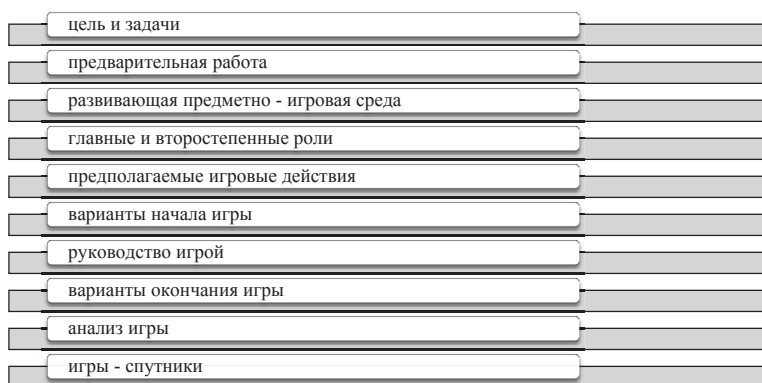 цель и задачи
предварительная работа
развивающая предметно - игровая среда
главные и второстепенные роли
предполагаемые игровые действия
варианты начала игры
руководство игрой
варианты окончания игры
анализ игры
игры - спутники